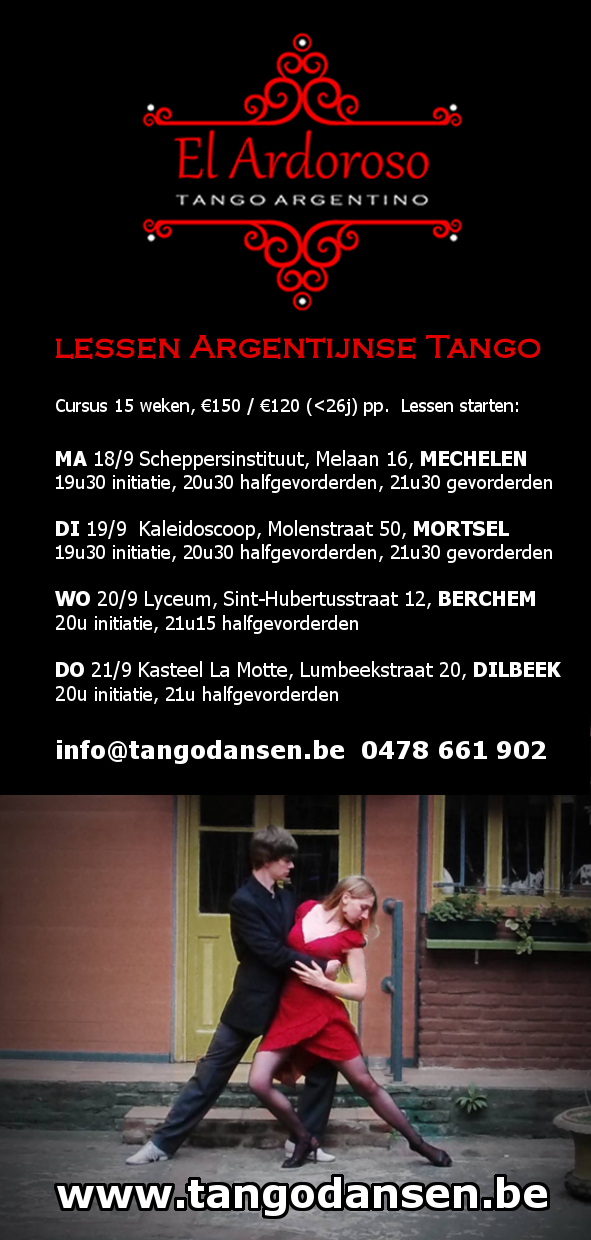 El Ardoroso
TANGO ARGENTINO
LESSEN ARGENTIJNSE TANGO
Cursus 15 weken, €150 / €120 (<26j) pp.  Lessen starten:
MA 18/9 Scheppersinstituut, Melaan 16, MECHELEN
19u30 initiatie, 20u30 halfgevorderden, 21u30 gevorderden
DI 19/9  Kaleidoscoop, Molenstraat 50, MORTSEL
19u30 initiatie, 20u30 halfgevorderden, 21u30 gevorderden
WO 20/9 Lyceum, Sint-Hubertusstraat 12, BERCHEM
20u initiatie, 21u15 halfgevorderden
DO 21/9 Kasteel La Motte, Lumbeekstraat 20, DILBEEK
20u initiatie, 21u halfgevorderden
info@tangodansen.be  0478 661 902
www.tangodansen.be